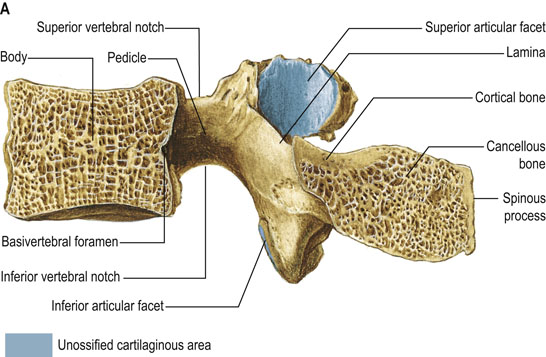 A
Superior vertebral notch
Superior articular facet
Body
Pedicle
Lamina
Cortical bone
Cancellous
bone
Spinous
process
Basivertebral foramen
Inferior vertebral notch
Inferior articular facet
Unossified cartilaginous area